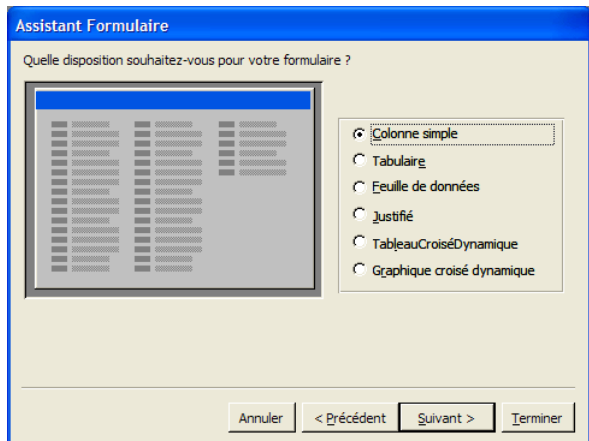 Assistant Formulaire
Quelle disposition souhaitez-vous pour votre formulaire ?
Colonne simple
Tabulaire
Feuille de données
Justifié
TableauCroiséDynamique
Graphique croisé dynamique
Annuler
< Précédent
Suivant >
Terminer